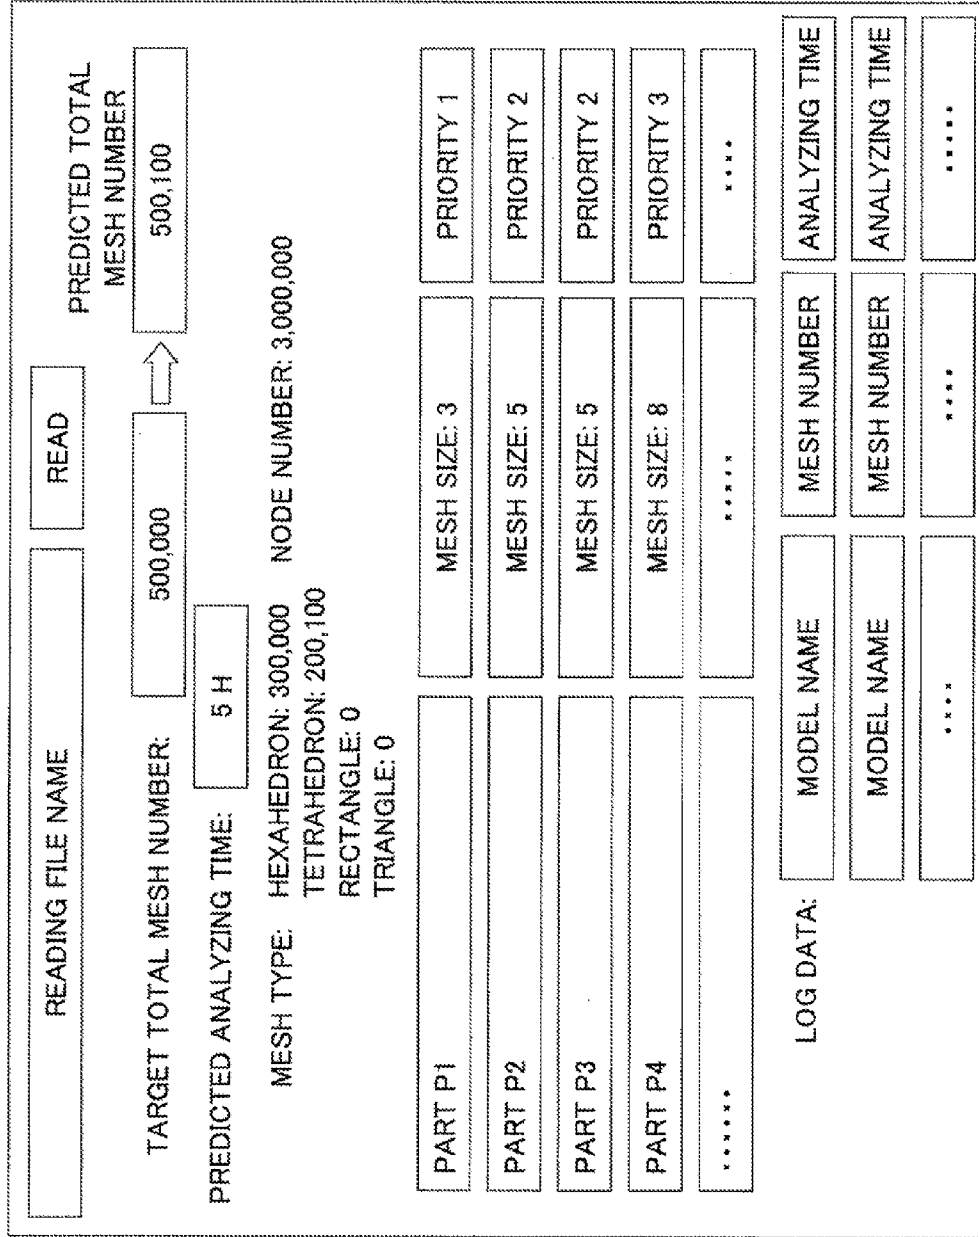 READING FILE NAME READ
PREDICTED TOTAL
MESH NUMBER
TARGET TOTAL MESH NUMBER: 500,000 500,100
PREDICTED ANALYZING TIME: 5 H
MESH TYPE: HEXAHEDRON: 300,000 NODE NUMBER: 3,000,000
TETRAHEDRON: 200,100
RECTANGLE: 0
TRIANGLE: 0
PART P1 MESH SIZE: 3 PRIORITY 1
PART P2 MESH SIZE: 5 PRIORITY 2
PART P3 MESH SIZE: 5 PRIORITY 2
PART P4 MESH SIZE: 8 PRIORITY 3
****** ***** ****
LOG DATA: MODEL NAME MESH NUMBER ANALYZING TIME
MODEL NAME MESH NUMBER ANALYZING TIME
**** **** *****